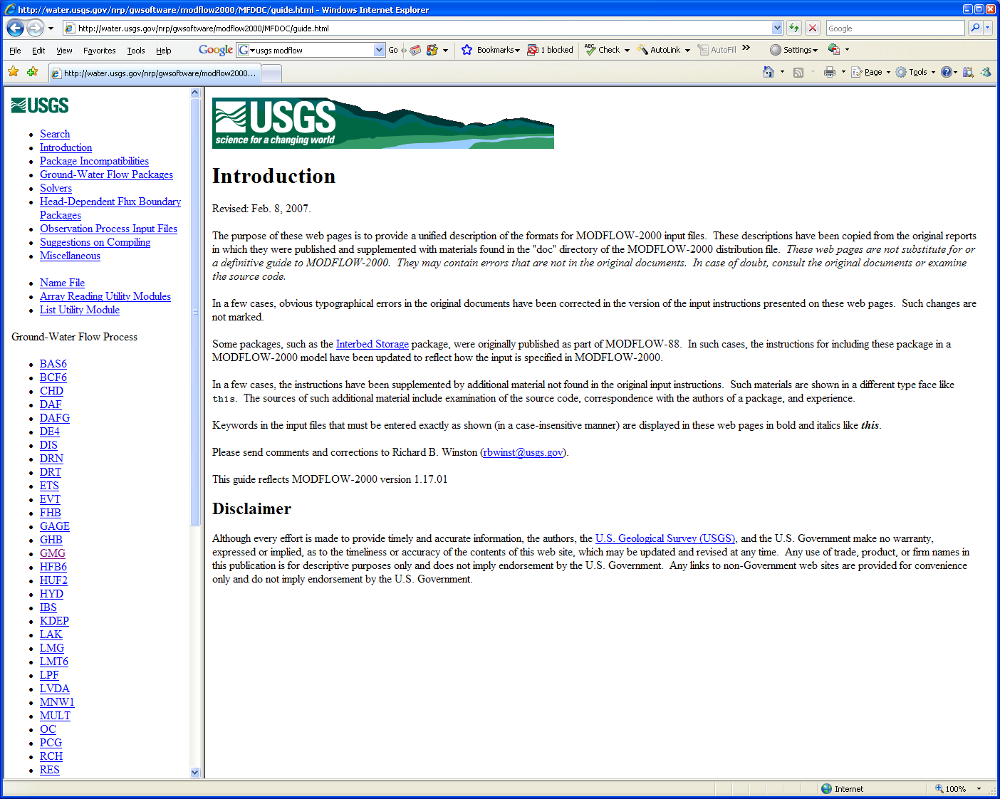 http://water.usgs.gov/nrp/gwsoftware/modflow2000/MFDOC/guide.html - Windows Internet Explorer
http://water.usgs.gov/nrp/gwsoftware/modflow2000/MFDOC/guide.html
Google
File Edit View Favorites Tools Help
Google G usgs modflow Go Bookmarks 1 blocked ABC Check AutoLink AutoFill » Settings
http://water.usgs.gov/nrp/gwsoftware/modflow2000...
Page Tools
USGS
Search
Introduction
Package Incompatibilities
Ground-Water Flow Packages
Solvers
Head-Dependent Flux Boundary
Packages
Observation Process Input Files
Suggestions on Compiling
Miscellaneous
Name File
Array Reading Utility Modules
List Utility Module
Ground-Water Flow Process
BAS6
BCF6
CHD
DAF
DAFG
DE4
DIS
DRN
DRT
ETS
EVT
FHB
GAGE
GHB
GMG
HFB6
HUF2
HYD
IBS
KDEP
LAK
LMG
LMT6
LPF
LVDA
MNW1
MULT
OC
PCG
RCH
RES
USGS
science for a changing world
Introduction
Revised: Feb. 8, 2007.
The purpose of these web pages is to provide a unified description of the formats for MODFLOW-2000 input files. These descriptions have been copied from the original reports
in which they were published and supplemented with materials found in the "doc" directory of the MODFLOW-2000 distribution file. These web pages are not substitute for or
a definitive guide to MODFLOW-2000. They may contain errors that are not in the original documents. In case of doubt, consult the original documents or examine
the source code.
In a few cases, obvious typographical errors in the original documents have been corrected in the version of the input instructions presented on these web pages. Such changes are
not marked.
Some packages, such as the Interbed Storage package, were originally published as part of MODFLOW-88. In such cases, the instructions for including these package in a
MODFLOW-2000 model have been updated to reflect how the input is specified in MODFLOW-2000.
In a few cases, the instructions have been supplemented by additional material not found in the original input instructions. Such materials are shown in a different type face like
this. The sources of such additional material include examination of the source code, correspondence with the authors of a package, and experience.
Keywords in the input files that must be entered exactly as shown (in a case-insensitive manner) are displayed in these web pages in bold and italics like this.
Please send comments and corrections to Richard B. Winston (rbwinst@usgs.gov).
This guide reflects MODFLOW-2000 version 1.17.01
Disclaimer
Although every effort is made to provide timely and accurate information, the authors, the U.S. Geological Survey (USGS), and the U.S. Government make no warranty,
expressed or implied, as to the timeliness or accuracy of the contents of this web site, which may be updated and revised at any time. Any use of trade, product, or firm names in
this publication is for descriptive purposes only and does not imply endorsement by the U.S. Government. Any links to non-Government web sites are provided for convenience
only and do not imply endorsement by the U.S. Government.
Internet
100%